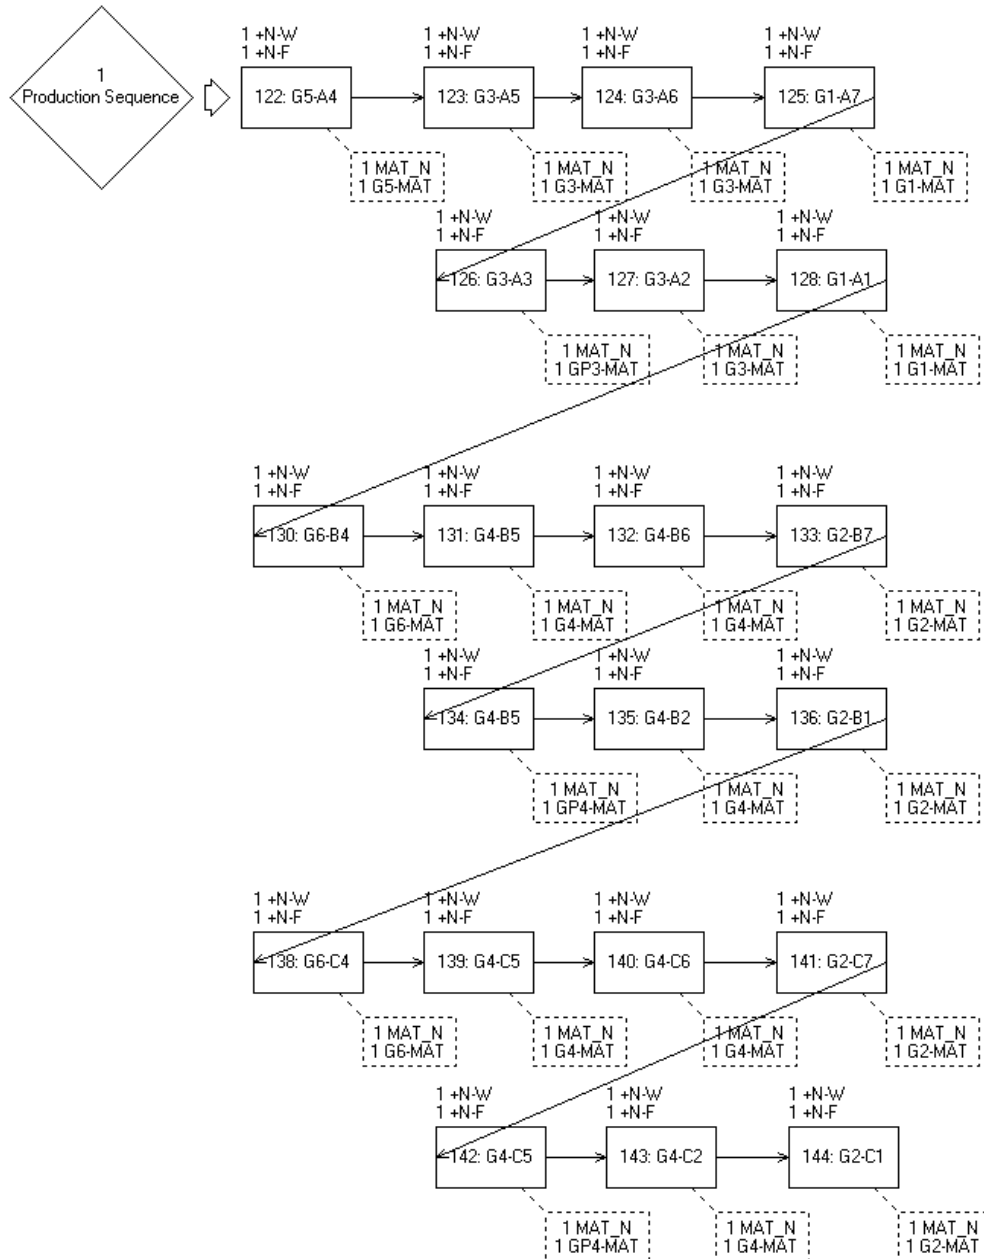 1
Production Sequence
1 +N-W
1 +N-F
1 +N-W
1 +N-F
1 +N-W
1 +N-F
1 +N-W
1 +N-F
122: G5-A4
123: G3-A5
124: G3-A6
125: G1-A7
1 MAT_N
1 G5-MAT
1 MAT_N
1 G3-MAT
1 MAT_N
1 G3-MAT
1 MAT_N
1 G1-MAT
1 +N-W
1 +N-F
1 +N-W
1 +N-F
1 +N-W
1 +N-F
126: G3-A3
127: G3-A2
128: G1-A1
1 MAT_N
1 GP3-MAT
1 MAT_N
1 G3-MAT
1 MAT_N
1 G1-MAT
1 +N-W
1 +N-F
1 +N-W
1 +N-F
1 +N-W
1 +N-F
1 +N-W
1 +N-F
130: G6-B4
131: G4-B5
132: G4-B6
133: G2-B7
1 MAT_N
1 G6-MAT
1 MAT_N
1 G4-MAT
1 MAT_N
1 G4-MAT
1 MAT_N
1 G2-MAT
1 +N-W
1 +N-F
1 +N-W
1 +N-F
1 +N-W
1 +N-F
134: G4-B5
135: G4-B2
136: G2-B1
1 MAT_N
1 GP4-MAT
1 MAT_N
1 G4-MAT
1 MAT_N
1 G2-MAT
1 +N-W
1 +N-F
1 +N-W
1 +N-F
1 +N-W
1 +N-F
1 +N-W
1 +N-F
138: G6-C4
139: G4-C5
140: G4-C6
141: G2-C7
1 MAT_N
1 G6-MAT
1 MAT_N
1 G4-MAT
1 MAT_N
1 G4-MAT
1 MAT_N
1 G2-MAT
1 +N-W
1 +N-F
1 +N-W
1 +N-F
1 +N-W
1 +N-F
142: G4-C5
143: G4-C2
144: G2-C1
1 MAT_N
1 GP4-MAT
1 MAT_N
1 G4-MAT
1 MAT_N
1 G2-MAT